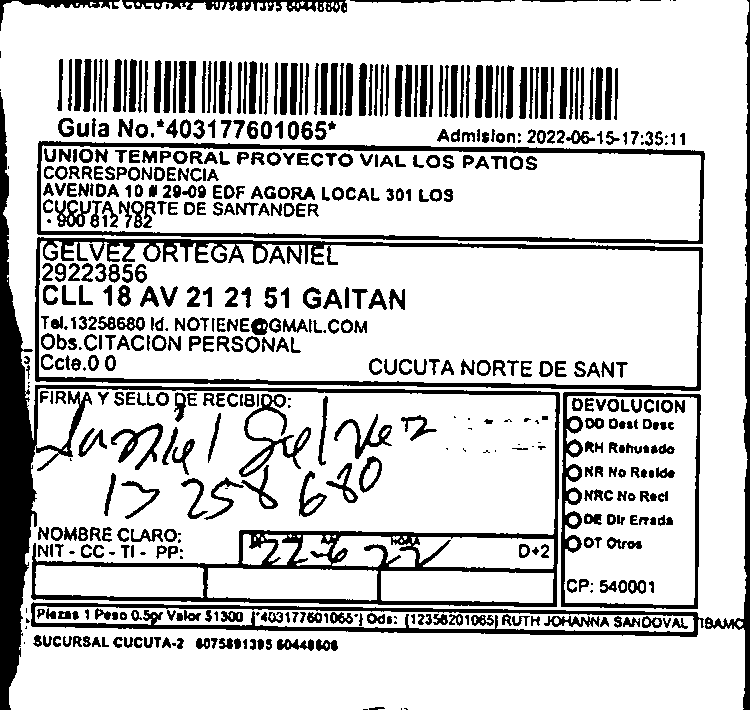 SUCURSAL CUCUTA-2 6075891395 60448606
Guia No.*403177601065*
Admision: 2022-06-15-17:35:11
UNION TEMPORAL PROYECTO VIAL LOS PATIOS
CORRESPONDENCIA
AVENIDA 10 # 29-09 EDF AGORA LOCAL 301 LOS
CUCUTA NORTE DE SANTANDER
- 900 812 782
GELVEZ ORTEGA DANIEL
29223856
CLL 18 AV 21 21 51 GAITAN
Tel.13258680 Id. NOTIENE@GMAIL.COM
Obs.CITACION PERSONAL
Ccte.0 0
CUCUTA NORTE DE SANT
FIRMA Y SELLO DE RECIBIDO:
Daniel Gelvez
13258680
NOMBRE CLARO:
NIT - CC - TI - PP:
HORA
22-6 22
D+2
DEVOLUCION
DD Dest Desc
RH Rehusado
NR No Reside
NRC No Recl
DE Dir Errada
OT Otros
CP: 540001
Piezas 1 Peso 0.5gr Valor $1300 [*403177601065*] Ods: [12356201065] RUTH JOHANNA SANDOVAL TIBAMO
SUCURSAL CUCUTA-2 6075891395 60448606